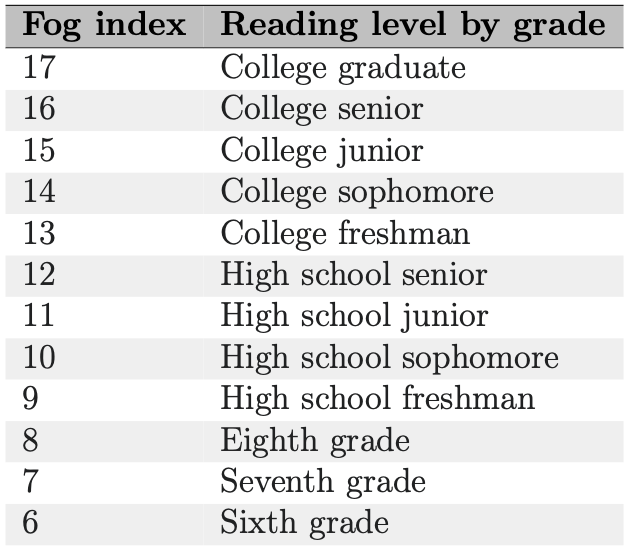 Fog index Reading level by grade
17 College graduate
16 College senior
15 College junior
14 College sophomore
13 College freshman
12 High school senior
11 High school junior
10 High school sophomore
9 High school freshman
8 Eighth grade
7 Seventh grade
6 Sixth grade